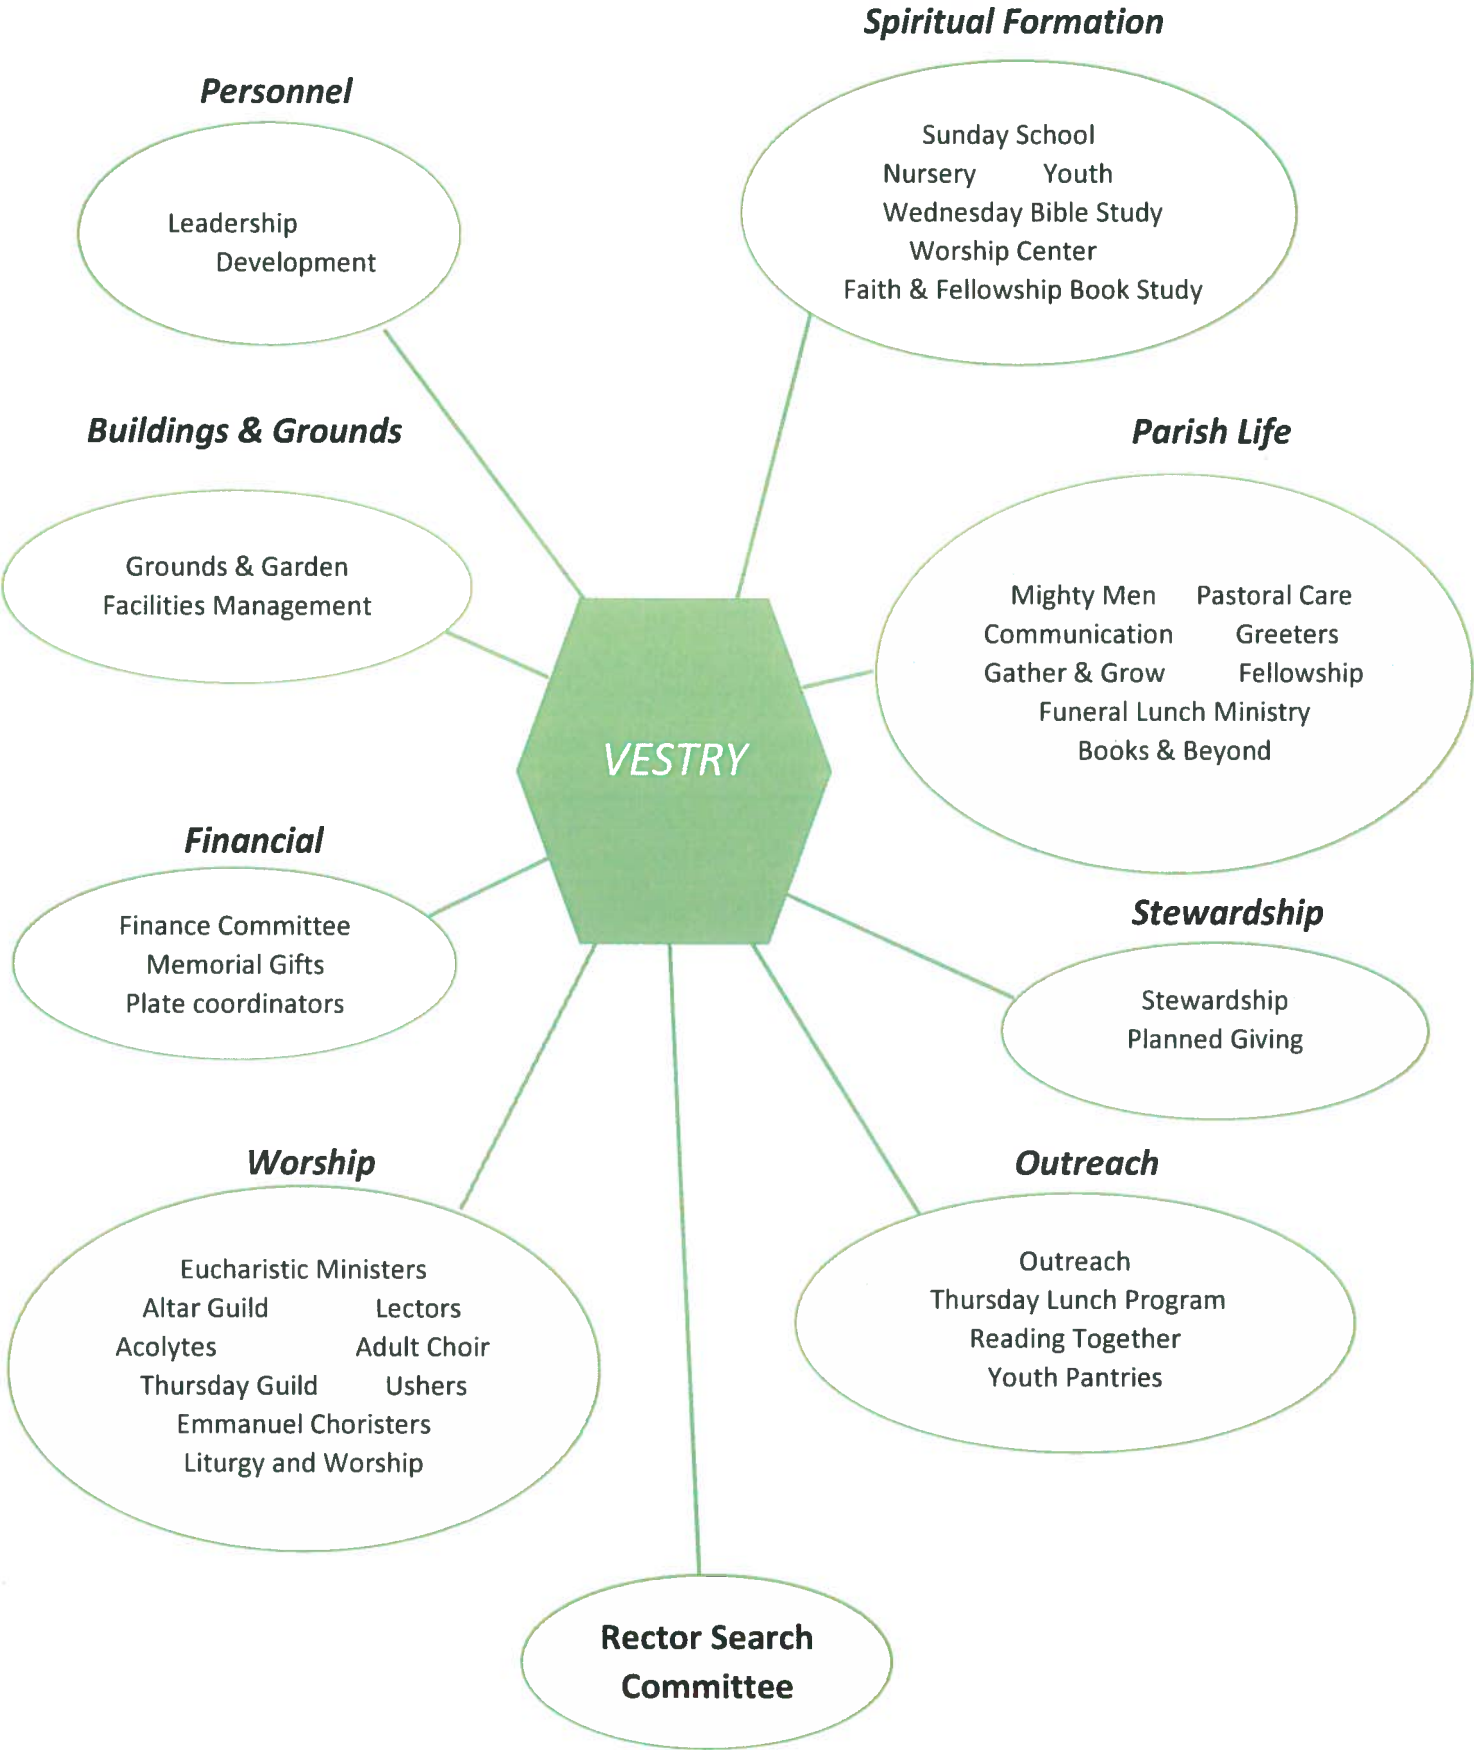 Spiritual Formation
Sunday School
Nursery Youth
Wednesday Bible Study
Worship Center
Faith & Fellowship Book Study
Personnel
Leadership
Development
Buildings & Grounds
Grounds & Garden
Facilities Management
Parish Life
Mighty Men Pastoral Care
Communication Greeters
Gather & Grow Fellowship
Funeral Lunch Ministry
Books & Beyond
VESTRY
Financial
Finance Committee
Memorial Gifts
Plate coordinators
Stewardship
Stewardship
Planned Giving
Worship
Eucharistic Ministers
Altar Guild Lectors
Acolytes Adult Choir
Thursday Guild Ushers
Emmanuel Choristers
Liturgy and Worship
Outreach
Outreach
Thursday Lunch Program
Reading Together
Youth Pantries
Rector Search
Committee